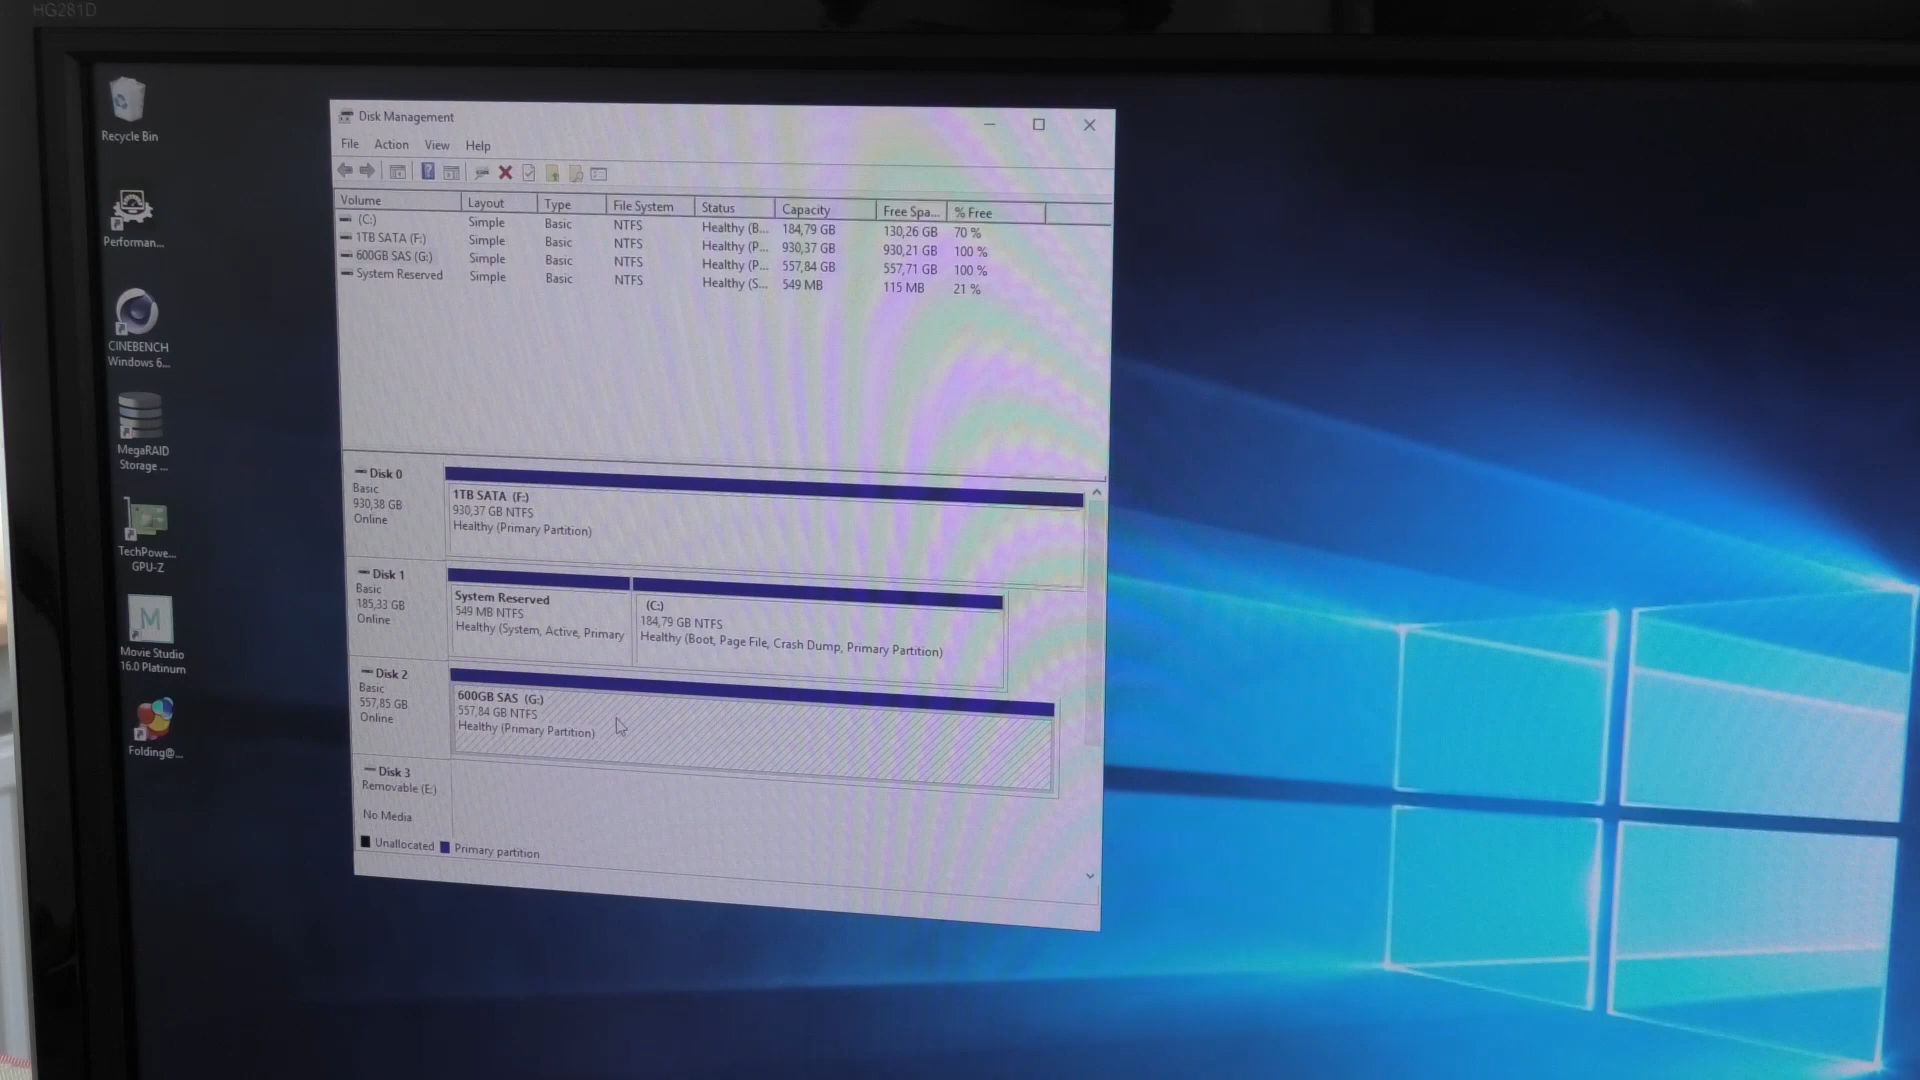 HG281D
Recycle Bin
Performan...
CINEBENCH
Windows 6...
MegaRAID
Storage ...
TechPowe...
GPU-Z
M
Movie Studio
16.0 Platinum
Folding@...
Disk Management
File Action View Help
Volume Layout Type File System Status Capacity Free Spa... % Free
(C:) Simple Basic NTFS Healthy (B... 184,79 GB 130,26 GB 70 %
1TB SATA (F:) Simple Basic NTFS Healthy (P... 930,37 GB 930,21 GB 100 %
600GB SAS (G:) Simple Basic NTFS Healthy (P... 557,84 GB 557,71 GB 100 %
System Reserved Simple Basic NTFS Healthy (S... 549 MB 115 MB 21 %
Disk 0
Basic
930,38 GB
Online
1TB SATA (F:)
930,37 GB NTFS
Healthy (Primary Partition)
Disk 1
Basic
185,33 GB
Online
System Reserved
549 MB NTFS
Healthy (System, Active, Primary
(C:)
184,79 GB NTFS
Healthy (Boot, Page File, Crash Dump, Primary Partition)
Disk 2
Basic
557,85 GB
Online
600GB SAS (G:)
557,84 GB NTFS
Healthy (Primary Partition)
Disk 3
Removable (E:)
No Media
Unallocated Primary partition